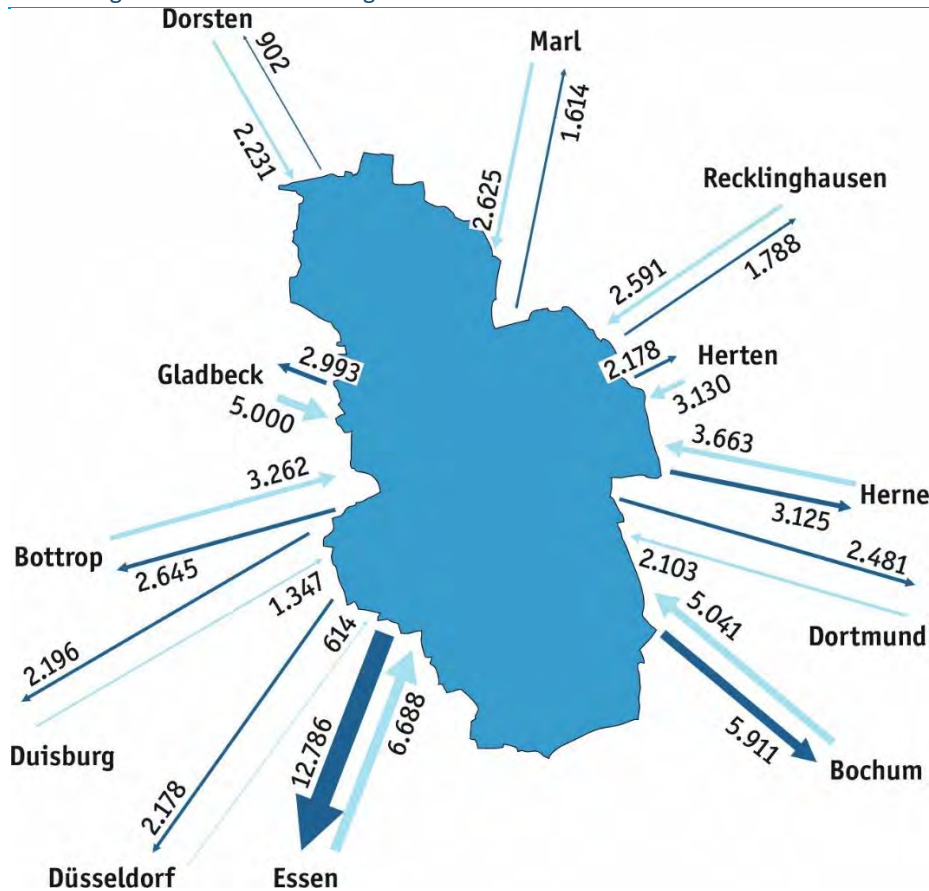 Dorsten
902
2.231
Marl
1.614
2.625
Recklinghausen
2.591
1.788
2.178
Herten
3.130
Gladbeck
2.993
5.000
3.663
Herne
3.125
3.262
Bottrop
2.645
2.481
2.103
Dortmund
1.347
2.196
Duisburg
614
2.178
Düsseldorf
12.786
6.688
Essen
5.041
5.911
Bochum